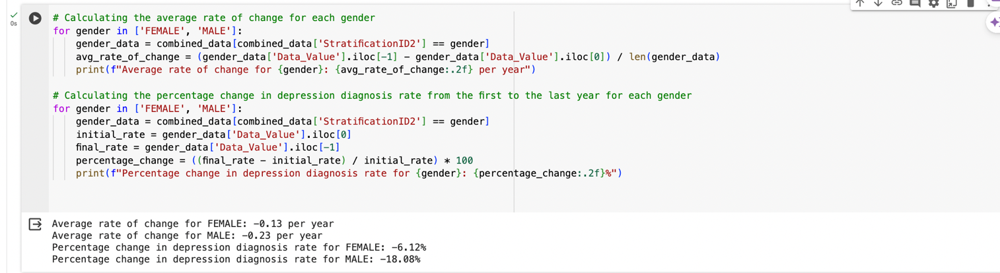 # Calculating the average rate of change for each gender
0s
for gender in ['FEMALE', 'MALE']:
    gender_data = combined_data[combined_data['StratificationID2'] == gender]
    avg_rate_of_change = (gender_data['Data_Value'].iloc[-1] - gender_data['Data_Value'].iloc[0]) / len(gender_data)
    print(f"Average rate of change for {gender}: {avg_rate_of_change:.2f} per year")
# Calculating the percentage change in depression diagnosis rate from the first to the last year for each gender
for gender in ['FEMALE', 'MALE']:
    gender_data = combined_data[combined_data['StratificationID2'] == gender]
    initial_rate = gender_data['Data_Value'].iloc[0]
    final_rate = gender_data['Data_Value'].iloc[-1]
    percentage_change = ((final_rate - initial_rate) / initial_rate) * 100
    print(f"Percentage change in depression diagnosis rate for {gender}: {percentage_change:.2f}%")
Average rate of change for FEMALE: -0.13 per year
Average rate of change for MALE: -0.23 per year
Percentage change in depression diagnosis rate for FEMALE: -6.12%
Percentage change in depression diagnosis rate for MALE: -18.08%